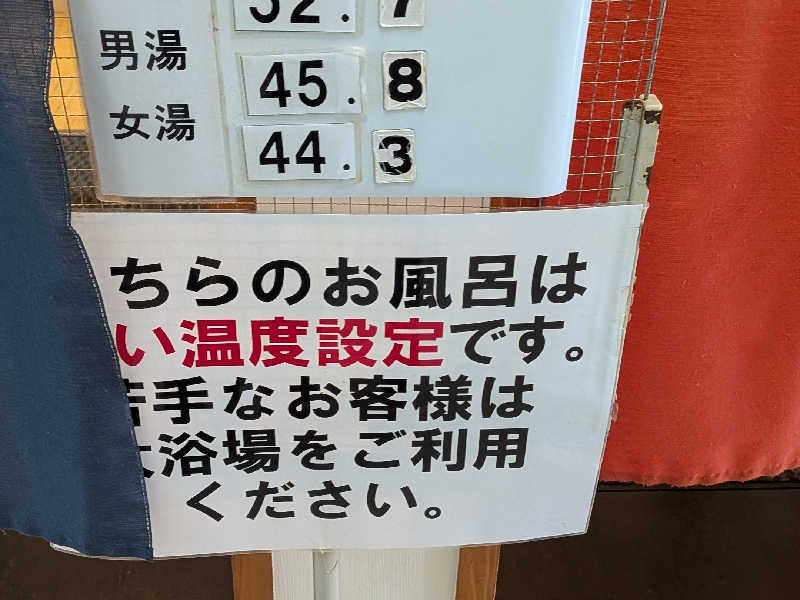 男湯 45.8
女湯 44.3
ちらのお風呂は
い温度設定です。
苦手なお客様は
浴場をご利用
ください。